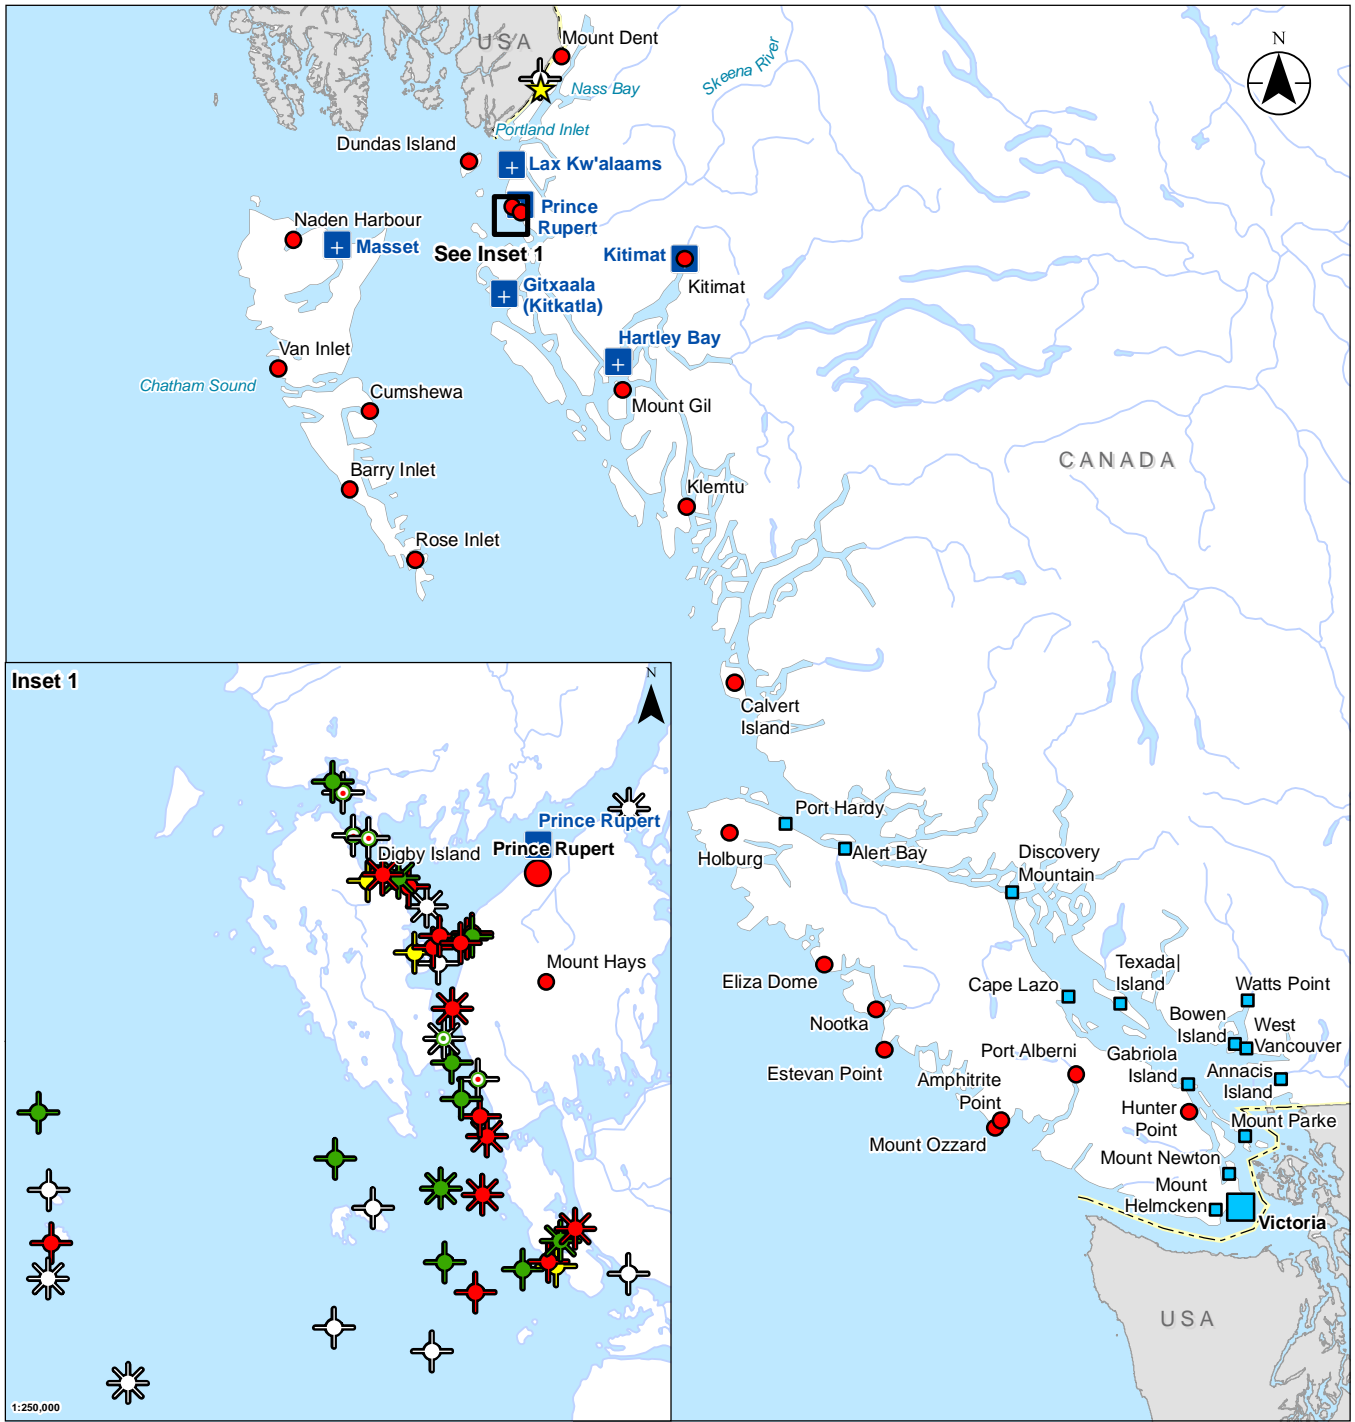 USA
Mount Dent
N
Skeena River
Nass Bay
Portland Inlet
Dundas Island
Lax Kw'alaams
Naden Harbour
Masset
Prince
Rupert
See Inset 1
Kitimat
Kitimat
Gitxaala
(Kitkatla)
Hartley Bay
Van Inlet
Chatham Sound
Cumshewa
Mount Gil
CANADA
Barry Inlet
Klemtu
Rose Inlet
Inset 1
N
Calvert
Island
Prince Rupert
Prince Rupert
Digby Island
Mount Hays
1:250,000
Port Hardy
Holburg
Alert Bay
Discovery
Mountain
Eliza Dome
Cape Lazo
Texada|
Island
Watts Point
Nootka
Bowen
Island
West
Vancouver
Estevan Point
Port Alberni
Gabriola
Island
Annacis
Island
Amphitrite
Point
Hunter
Point
Mount Parke
Mount Ozzard
Mount Newton
Mount
Helmcken
Victoria
USA